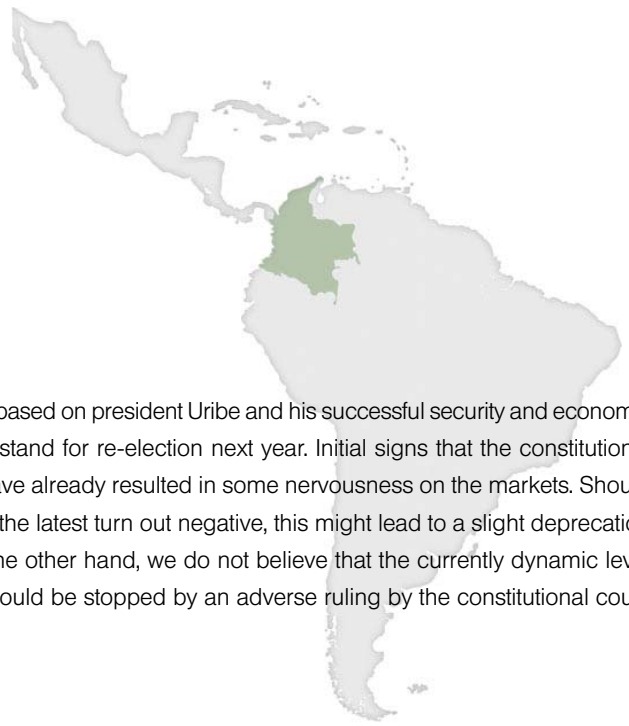 based on president Uribe and his successful security and econom
stand for re-election next year. Initial signs that the constitution
ave already resulted in some nervousness on the markets. Shou
the latest turn out negative, this might lead to a slight deprecatio
he other hand, we do not believe that the currently dynamic lev
ould be stopped by an adverse ruling by the constitutional cou